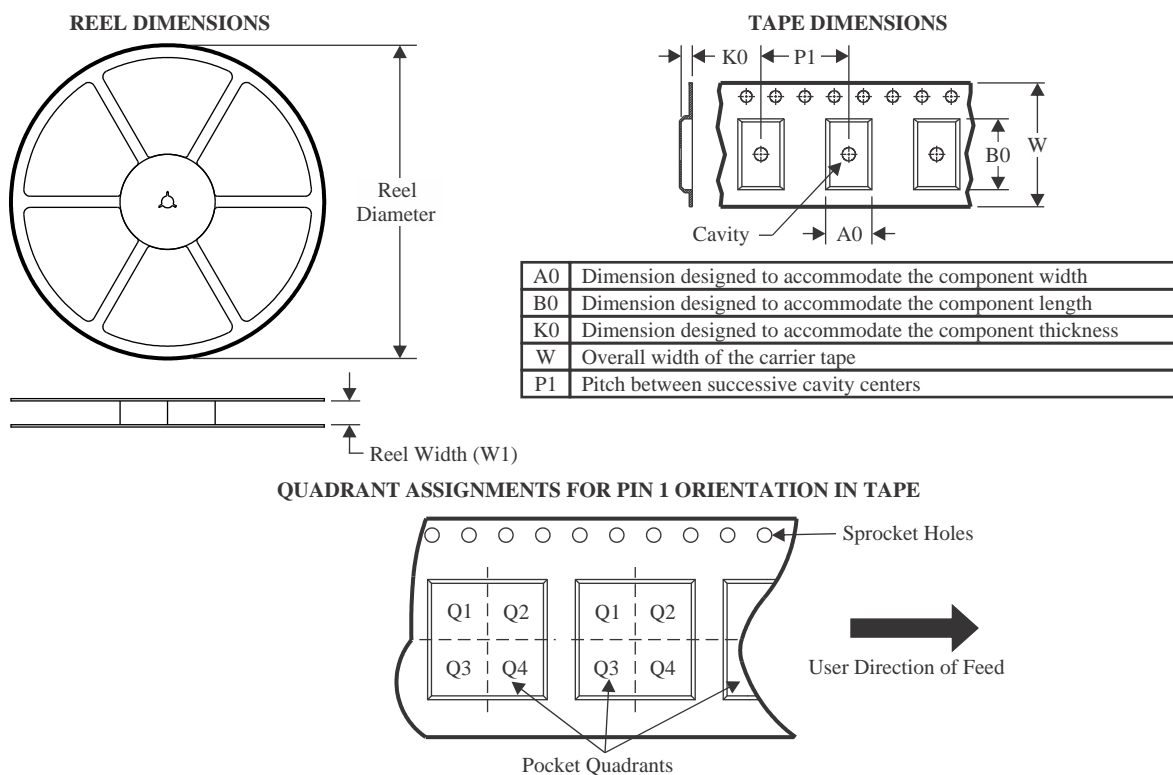 REEL DIMENSIONS
Reel
Diameter
Reel Width (W1)
TAPE DIMENSIONS
K0
P1
B0
W
Cavity
A0
A0 Dimension designed to accommodate the component width
B0 Dimension designed to accommodate the component length
K0 Dimension designed to accommodate the component thickness
W Overall width of the carrier tape
P1 Pitch between successive cavity centers
QUADRANT ASSIGNMENTS FOR PIN 1 ORIENTATION IN TAPE
Sprocket Holes
Q1 Q2 Q1 Q2
Q3 Q4 Q3 Q4
User Direction of Feed
Pocket Quadrants